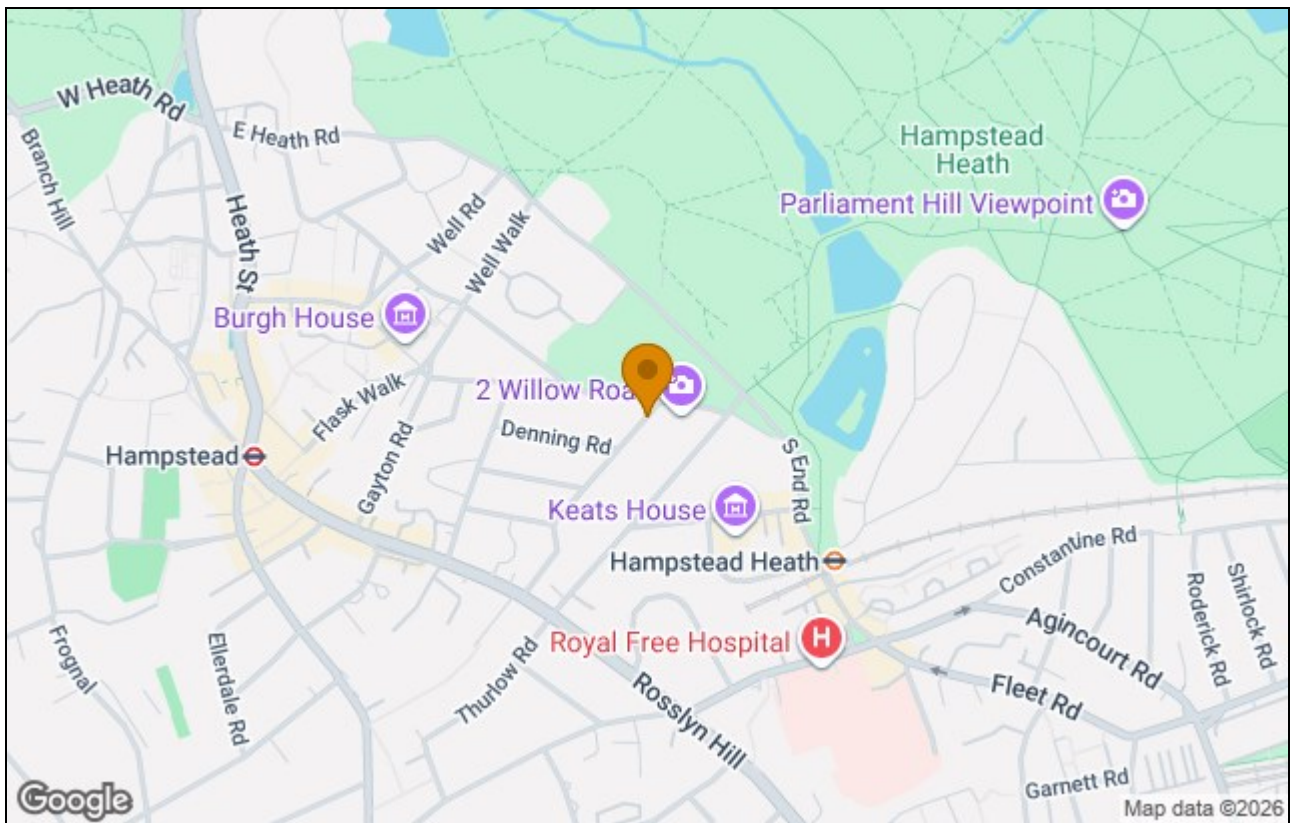 W Heath Rd
E Heath Rd
Branch Hill
Heath St
Well Rd
Well Walk
Hampstead
Heath
Parliament Hill Viewpoint
Burgh House
2 Willow Roa
Flask Walk
Denning Rd
Gayton Rd
Hampstead
S End Rd
Keats House
Hampstead Heath
Constantine Rd
Shirlock Rd
Roderick Rd
Agincourt Rd
Royal Free Hospital
H
Frognal
Ellerdale Rd
Thurlow Rd
Rosslyn Hill
Fleet Rd
Garnett Rd
Google
Map data ©2026